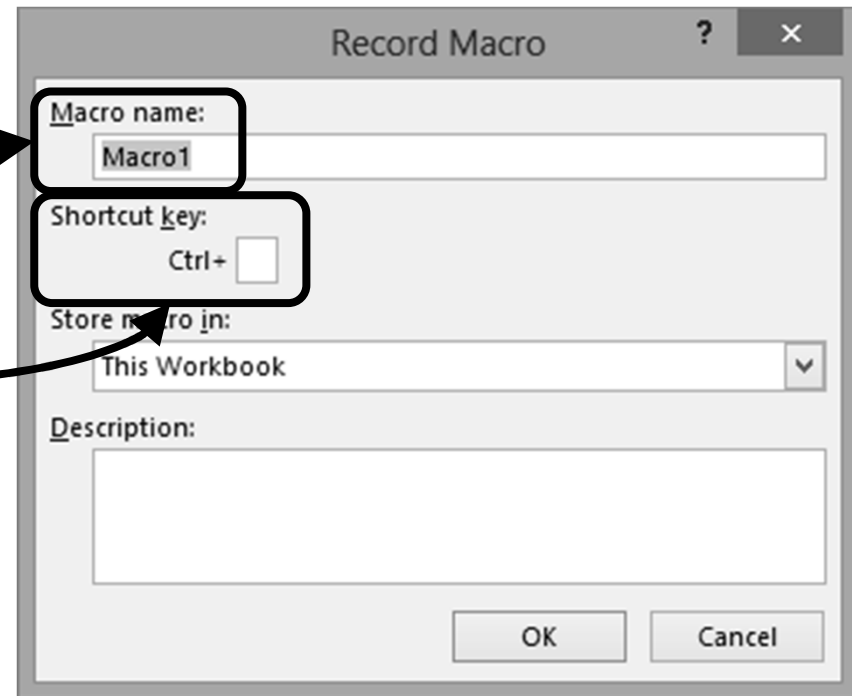 Record Macro ? ×
Macro name:
Macro1
Shortcut key:
Ctrl+
Store macro in:
This Workbook
Description:
OK Cancel